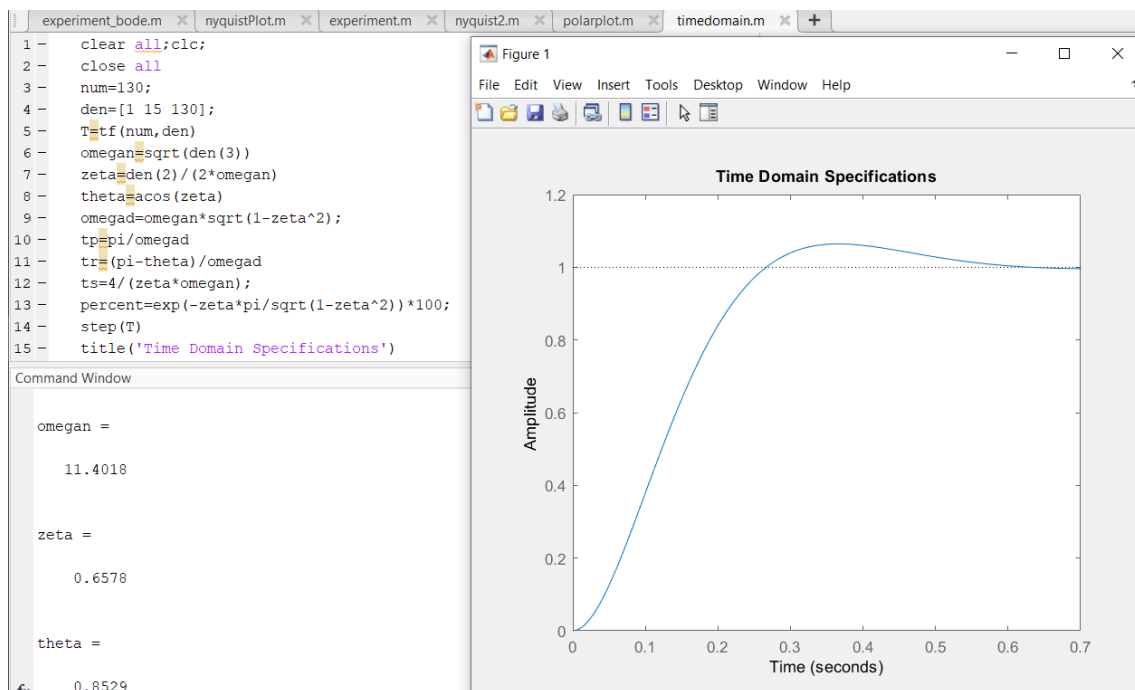 experiment_bode.m nyquistPlot.m experiment.m nyquist2.m polarplot.m timedomain.m
1 clear all;clc;
2 close all
3 num=130;
4 den=[1 15 130];
5 T=tf(num,den)
6 omegan=sqrt(den(3))
7 zeta=den(2)/(2*omegan)
8 theta=acos(zeta)
9 omegad=omegan*sqrt(1-zeta^2);
10 tp=pi/omegad
11 tr=(pi-theta)/omegad
12 ts=4/(zeta*omegan);
13 percent=exp(-zeta*pi/sqrt(1-zeta^2))*100;
14 step(T)
15 title('Time Domain Specifications')
Command Window
omegan =
11.4018
zeta =
0.6578
theta =
0.8529
Figure 1
File Edit View Insert Tools Desktop Window Help
Time Domain Specifications
1.2
1
0.8
0.6
0.4
0.2
0
Amplitude
0 0.1 0.2 0.3 0.4 0.5 0.6 0.7
Time (seconds)